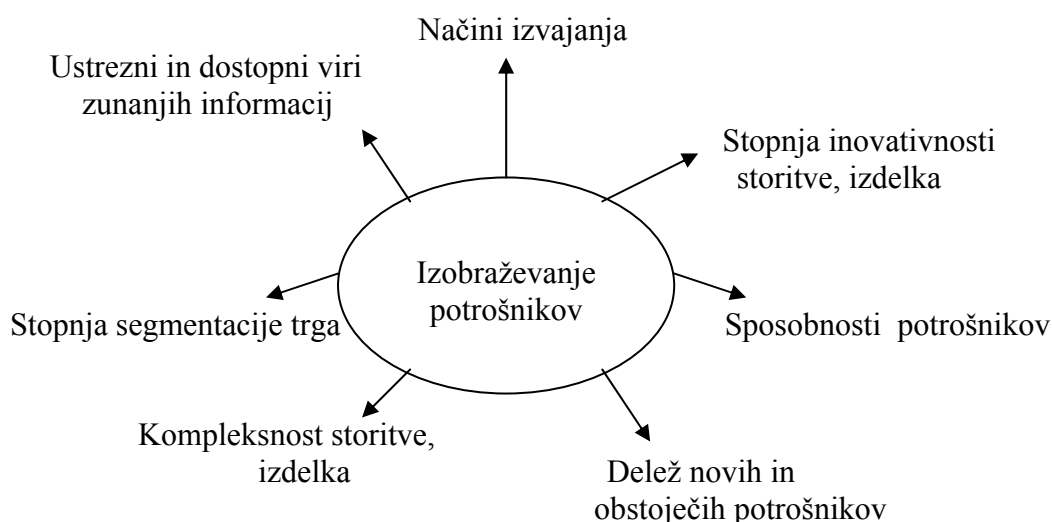 Načini izvajanja
Ustrezni in dostopni viri
zunanjih informacij
Stopnja inovativnosti
storitve, izdelka
Izobraževanje
potrošnikov
Stopnja segmentacije trga
Sposobnosti potrošnikov
Kompleksnost storitve,
izdelka
Delež novih in
obstoječih potrošnikov